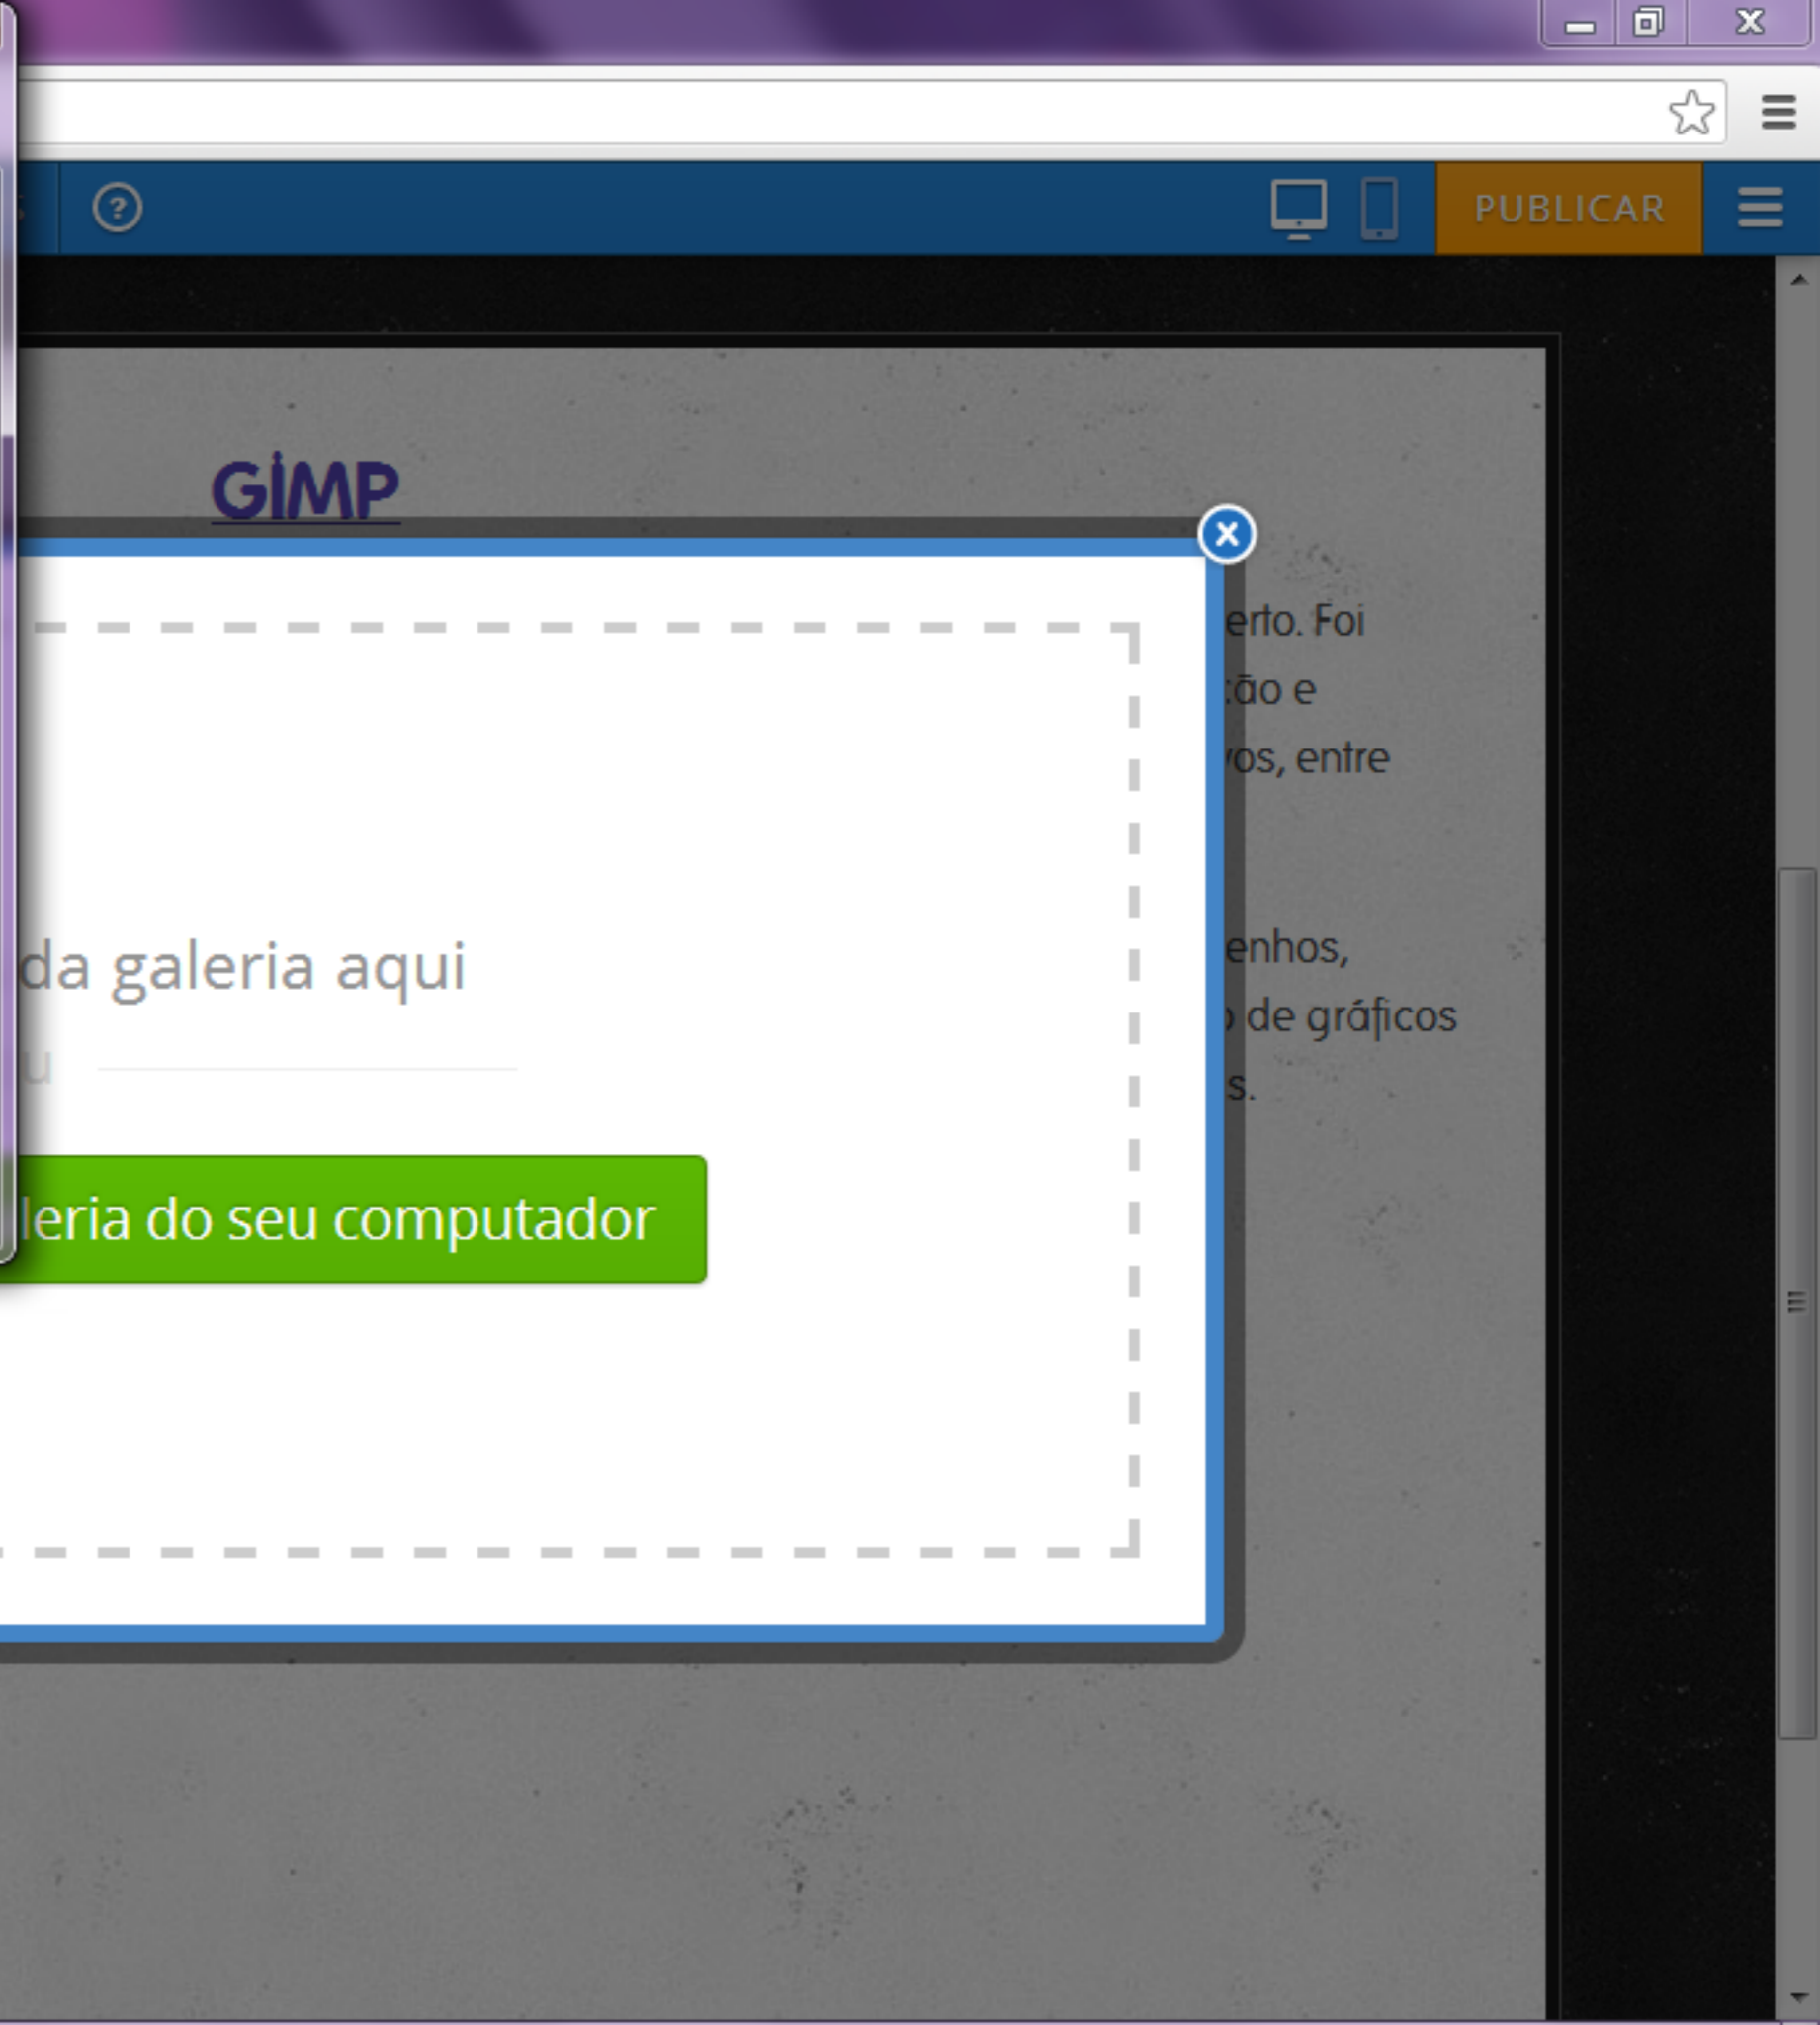 PUBLICAR
GIMP
erto. Foi
ão e
os, entre
da galeria aqui
u
enhos,
de gráficos
s.
leria do seu computador